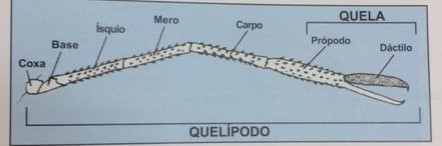 QUELA
Mero
Ísquio
Carpo
Base
Própodo
Dáctilo
Coxa
QUELÍPODO